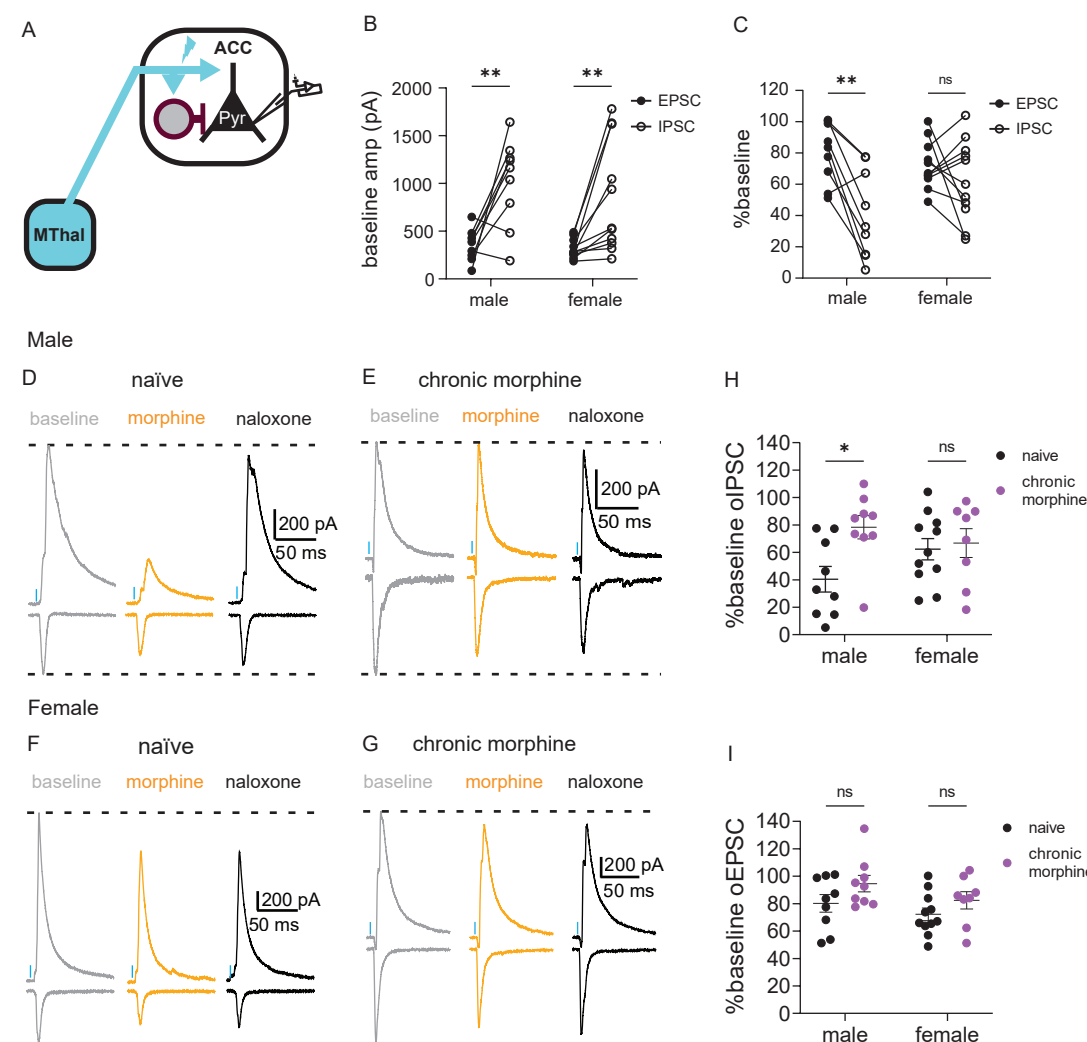 A
ACC
Pyr
MThal
B
baseline amp (pA)
2000
1500
1000
500
0
**
**
EPSC
IPSC
male
female
C
%baseline
120
100
80
60
40
20
0
**
ns
EPSC
IPSC
male
female
Male
D
naïve
baseline
morphine
naloxone
200 pA
50 ms
E
chronic morphine
baseline
morphine
naloxone
200 pA
50 ms
H
%baseline oIPSC
140
120
100
80
60
40
20
0
*
ns
naive
chronic
morphine
male
female
Female
F
naïve
baseline
morphine
naloxone
200 pA
50 ms
G
chronic morphine
baseline
morphine
naloxone
200 pA
50 ms
I
%baseline oEPSC
140
120
100
80
60
40
20
0
ns
ns
naive
chronic
morphine
male
female